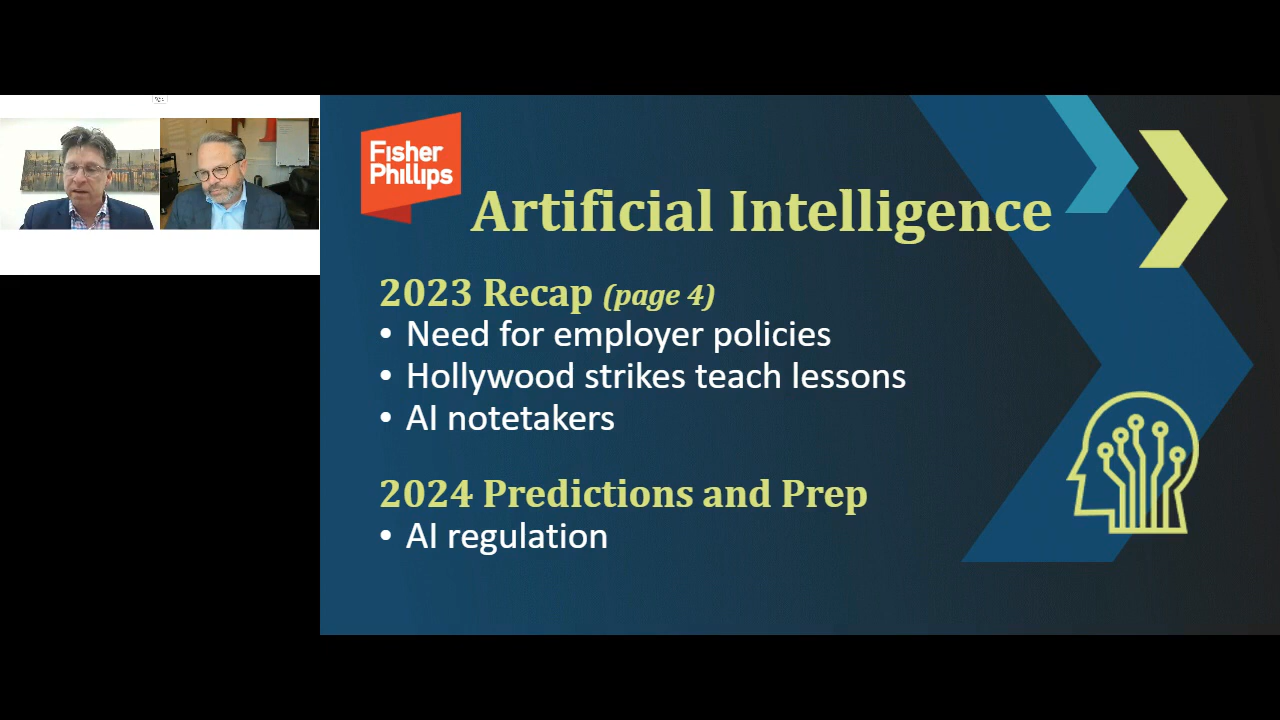 Fisher
Phillips
Artificial Intelligence
2023 Recap (page 4)
• Need for employer policies
• Hollywood strikes teach lessons
• AI notetakers
2024 Predictions and Prep
• AI regulation